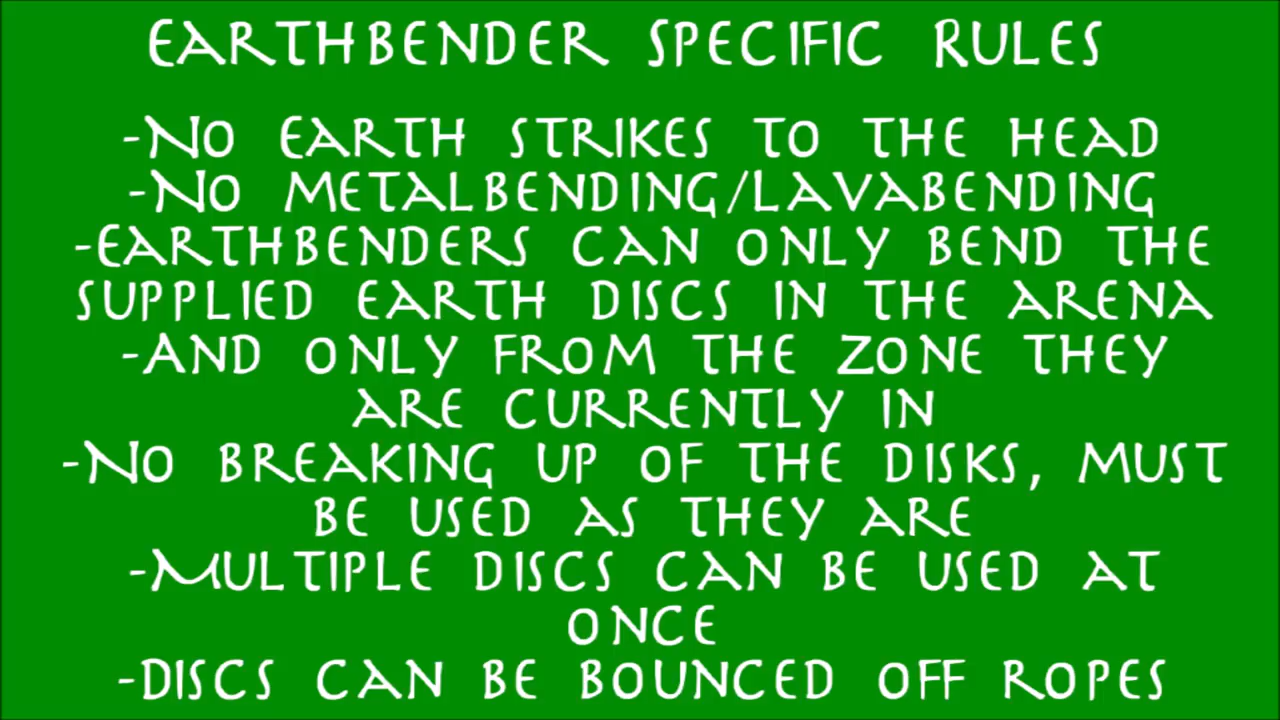 Earthbender Specific Rules
-No Earth strikes to the head
-No metalbending/lavabending
-Earthbenders can only bend the
supplied earth discs in the arena
-And only from the zone they
are currently in
-No breaking up of the disks, must
be used as they are
-Multiple discs can be used at
once
-Discs can be bounced off ropes